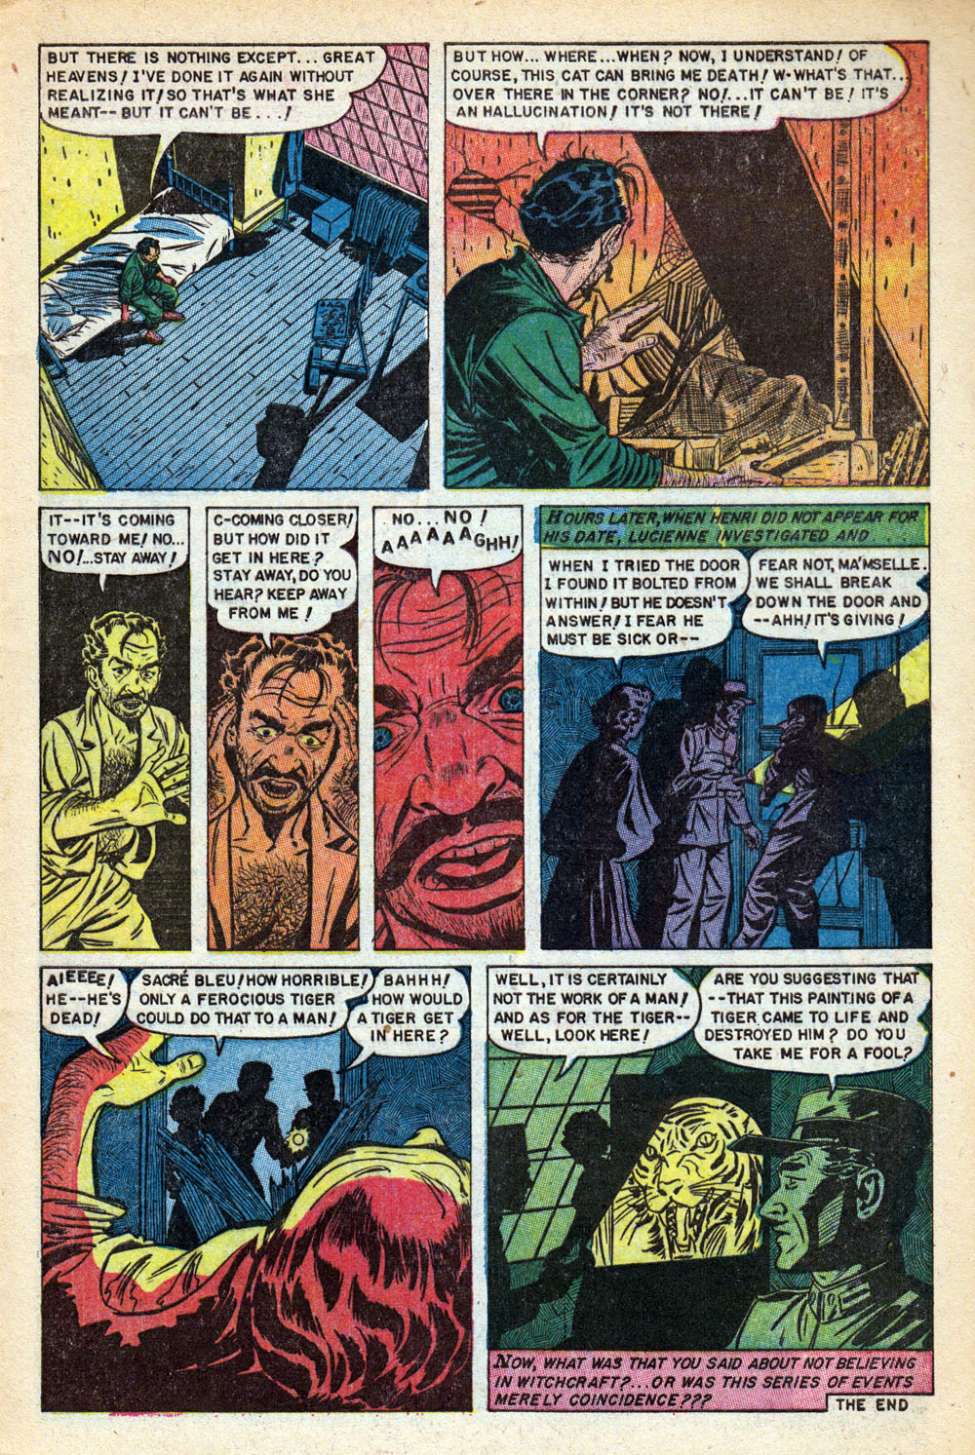 BUT THERE IS NOTHING EXCEPT... GREAT
HEAVENS! I'VE DONE IT AGAIN WITHOUT
REALIZING IT! SO THAT'S WHAT SHE
MEANT-- BUT IT CAN'T BE ...!
BUT HOW... WHERE...WHEN? NOW, I UNDERSTAND! OF
COURSE, THIS CAT CAN BRING ME DEATH! W-WHAT'S THAT...
OVER THERE IN THE CORNER? NO!...IT CAN'T BE! IT'S
AN HALLUCINATION! IT'S NOT THERE!
IT--IT'S COMING
TOWARD ME! NO...
NO!...STAY AWAY!
C-COMING CLOSER!
BUT HOW DID IT
GET IN HERE?
STAY AWAY, DO YOU
HEAR? KEEP AWAY
FROM ME!
NO... NO!
AAAAAAGHH!
HOURS LATER, WHEN HENRI DID NOT APPEAR FOR
HIS DATE, LUCIENNE INVESTIGATED AND....
WHEN I TRIED THE DOOR
I FOUND IT BOLTED FROM
WITHIN! BUT HE DOESN'T
ANSWER! I FEAR HE
MUST BE SICK OR--
FEAR NOT, MA'MSELLE.
WE SHALL BREAK
DOWN THE DOOR AND
--AHH! IT'S GIVING!
AIEEEE!
HE--HE'S
DEAD!
SACRÉ BLEU! HOW HORRIBLE!
ONLY A FEROCIOUS TIGER
COULD DO THAT TO A MAN!
BAHHH!
HOW WOULD
A TIGER GET
IN HERE?
WELL, IT IS CERTAINLY
NOT THE WORK OF A MAN!
AND AS FOR THE TIGER--
WELL, LOOK HERE!
ARE YOU SUGGESTING THAT
--THAT THIS PAINTING OF A
TIGER CAME TO LIFE AND
DESTROYED HIM? DO YOU
TAKE ME FOR A FOOL?
NOW, WHAT WAS THAT YOU SAID ABOUT NOT BELIEVING
IN WITCHCRAFT?...OR WAS THIS SERIES OF EVENTS
MERELY COINCIDENCE???
THE END